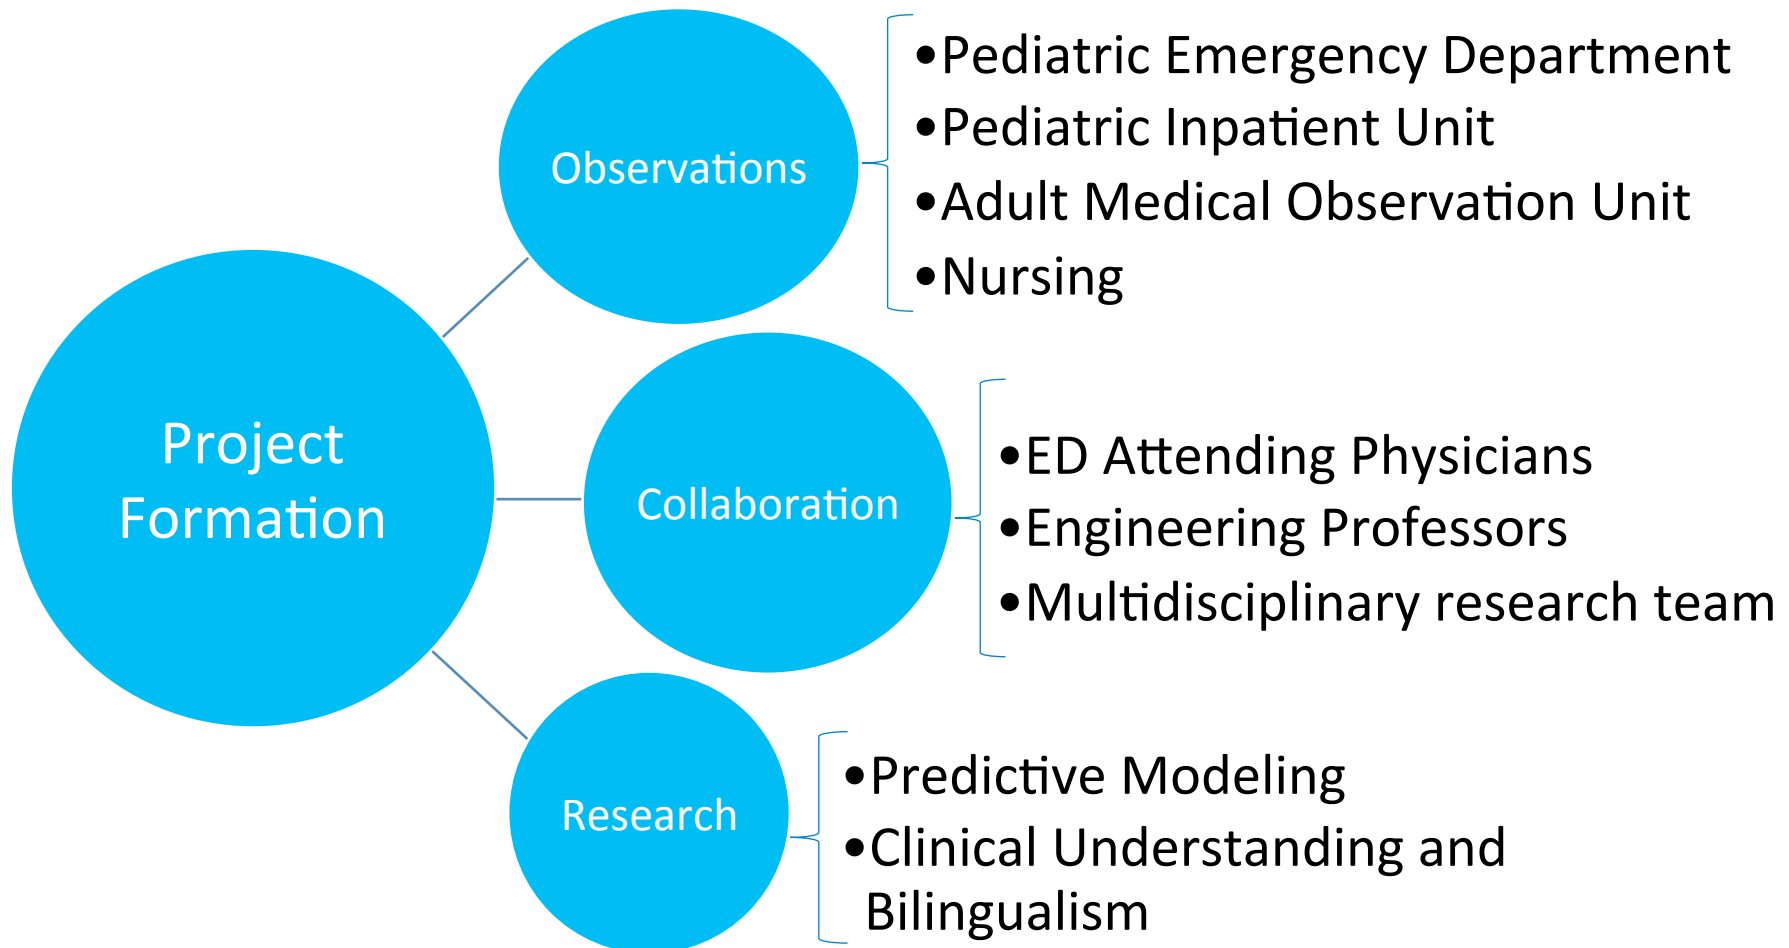 Project
Formation
Observations
•Pediatric Emergency Department
•Pediatric Inpatient Unit
•Adult Medical Observation Unit
•Nursing
Collaboration
•ED Attending Physicians
•Engineering Professors
•Multidisciplinary research team
Research
•Predictive Modeling
•Clinical Understanding and
Bilingualism